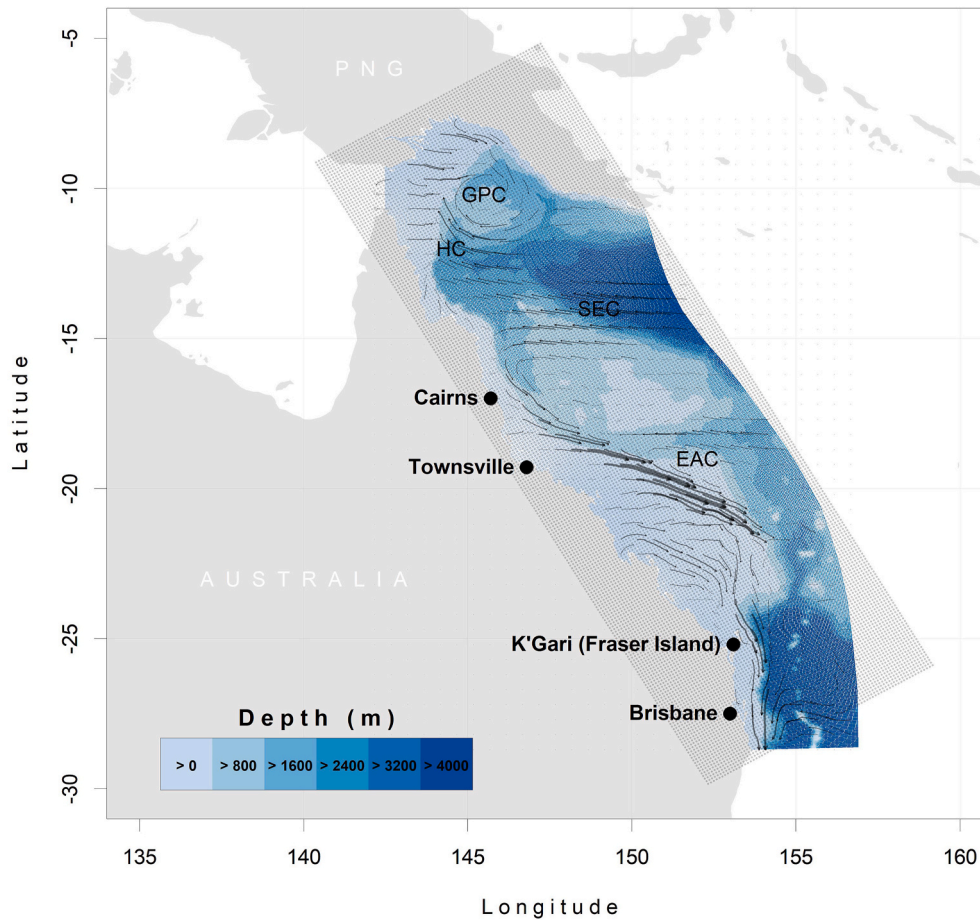 -5
PNG
-10
GPC
HC
SEC
-15
Latitude
Cairns
Townsville
EAC
-20
AUSTRALIA
-25
K'Gari (Fraser Island)
Brisbane
Depth (m)
> 0 > 800 > 1600 > 2400 > 3200 > 4000
-30
135 140 145 150 155 160
Longitude